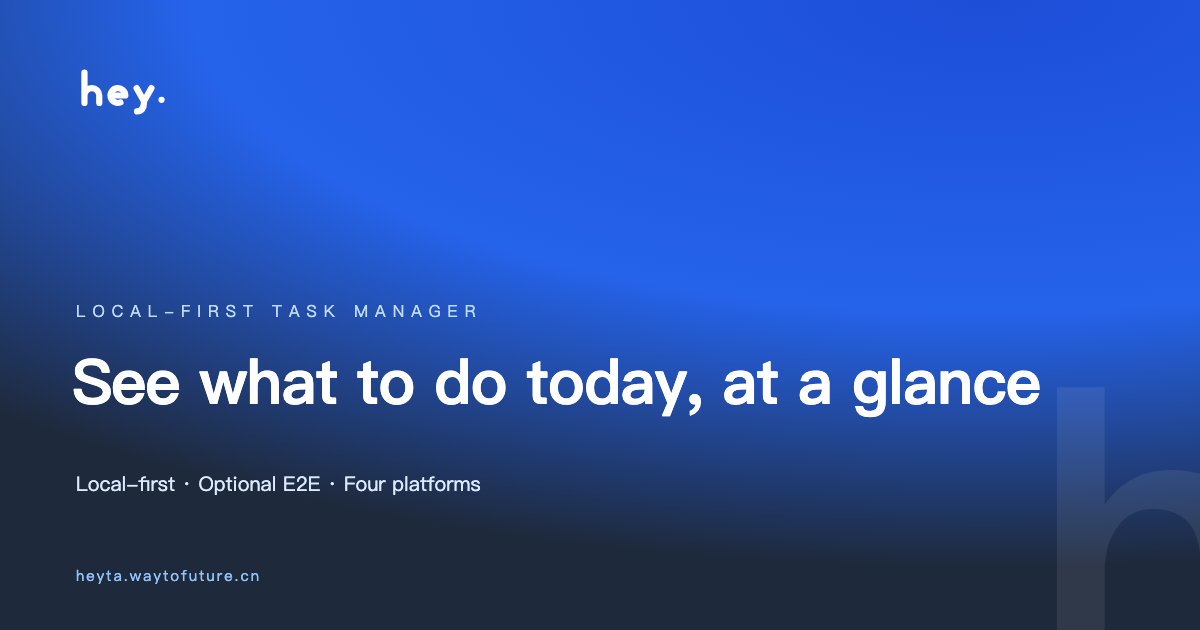 hey.
LOCAL-FIRST TASK MANAGER
See what to do today, at a glance
Local-first · Optional E2E · Four platforms
heyta.waytofuture.cn
h